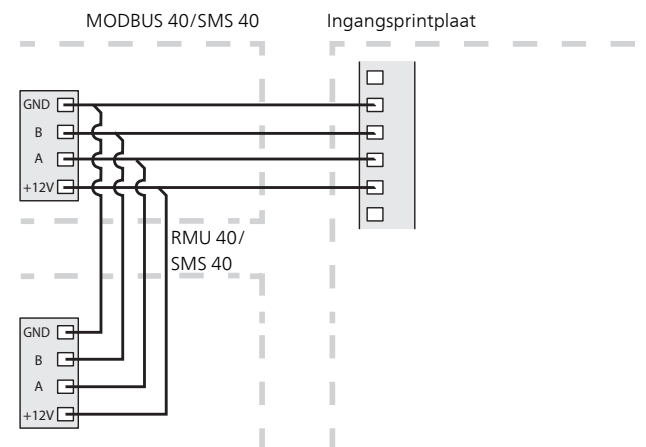 MODBUS 40/SMS 40
Ingangsprintplaat
GND
B
A
+12V
RMU 40/
SMS 40
GND
B
A
+12V